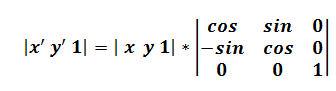 |x′ y′ 1| = | x y 1| * |cos sin 0|
|−sin cos 0|
|0 0 1|